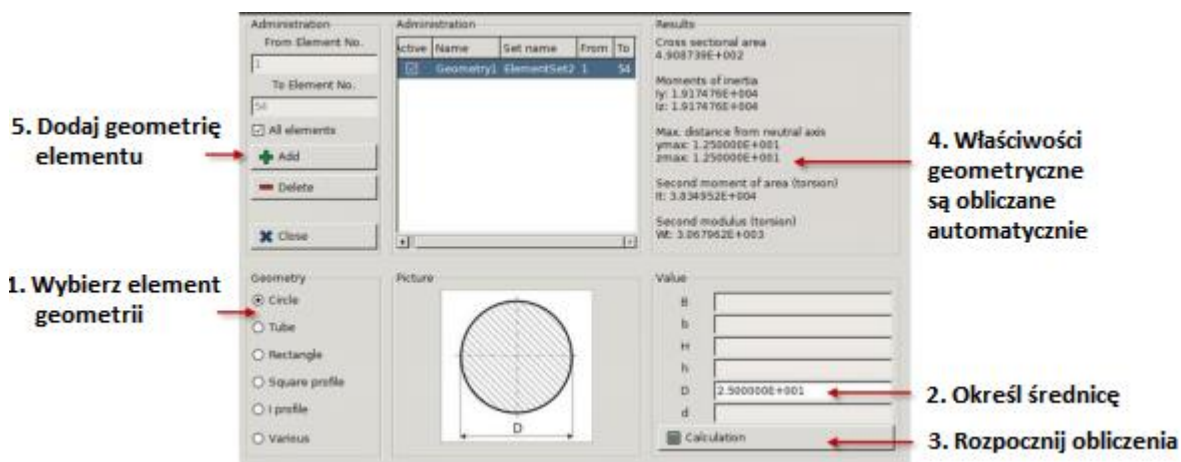 Administration
From Element No.
1
To Element No.
54
All elements
Add
Delete
Close
Administration
Active Name Set name From To
Geometry1 ElementSet2 1 54
Results
Cross sectional area
4.908739E+002
Moments of inertia
Iy: 1.917476E+004
Iz: 1.917476E+004
Max. distance from neutral axis
ymax: 1.250000E+001
zmax: 1.250000E+001
Second moment of area (torsion)
It: 3.834952E+004
Second modulus (torsion)
Wt: 3.067962E+003
5. Dodaj geometrię
elementu
4. Właściwości
geometryczne
są obliczane
automatycznie
1. Wybierz element
geometrii
Geometry
Circle
Tube
Rectangle
Square profile
I profile
Various
Picture
D
Value
B
b
H
h
D 2.500000E+001
d
Calculation
2. Określ średnicę
3. Rozpocznij obliczenia